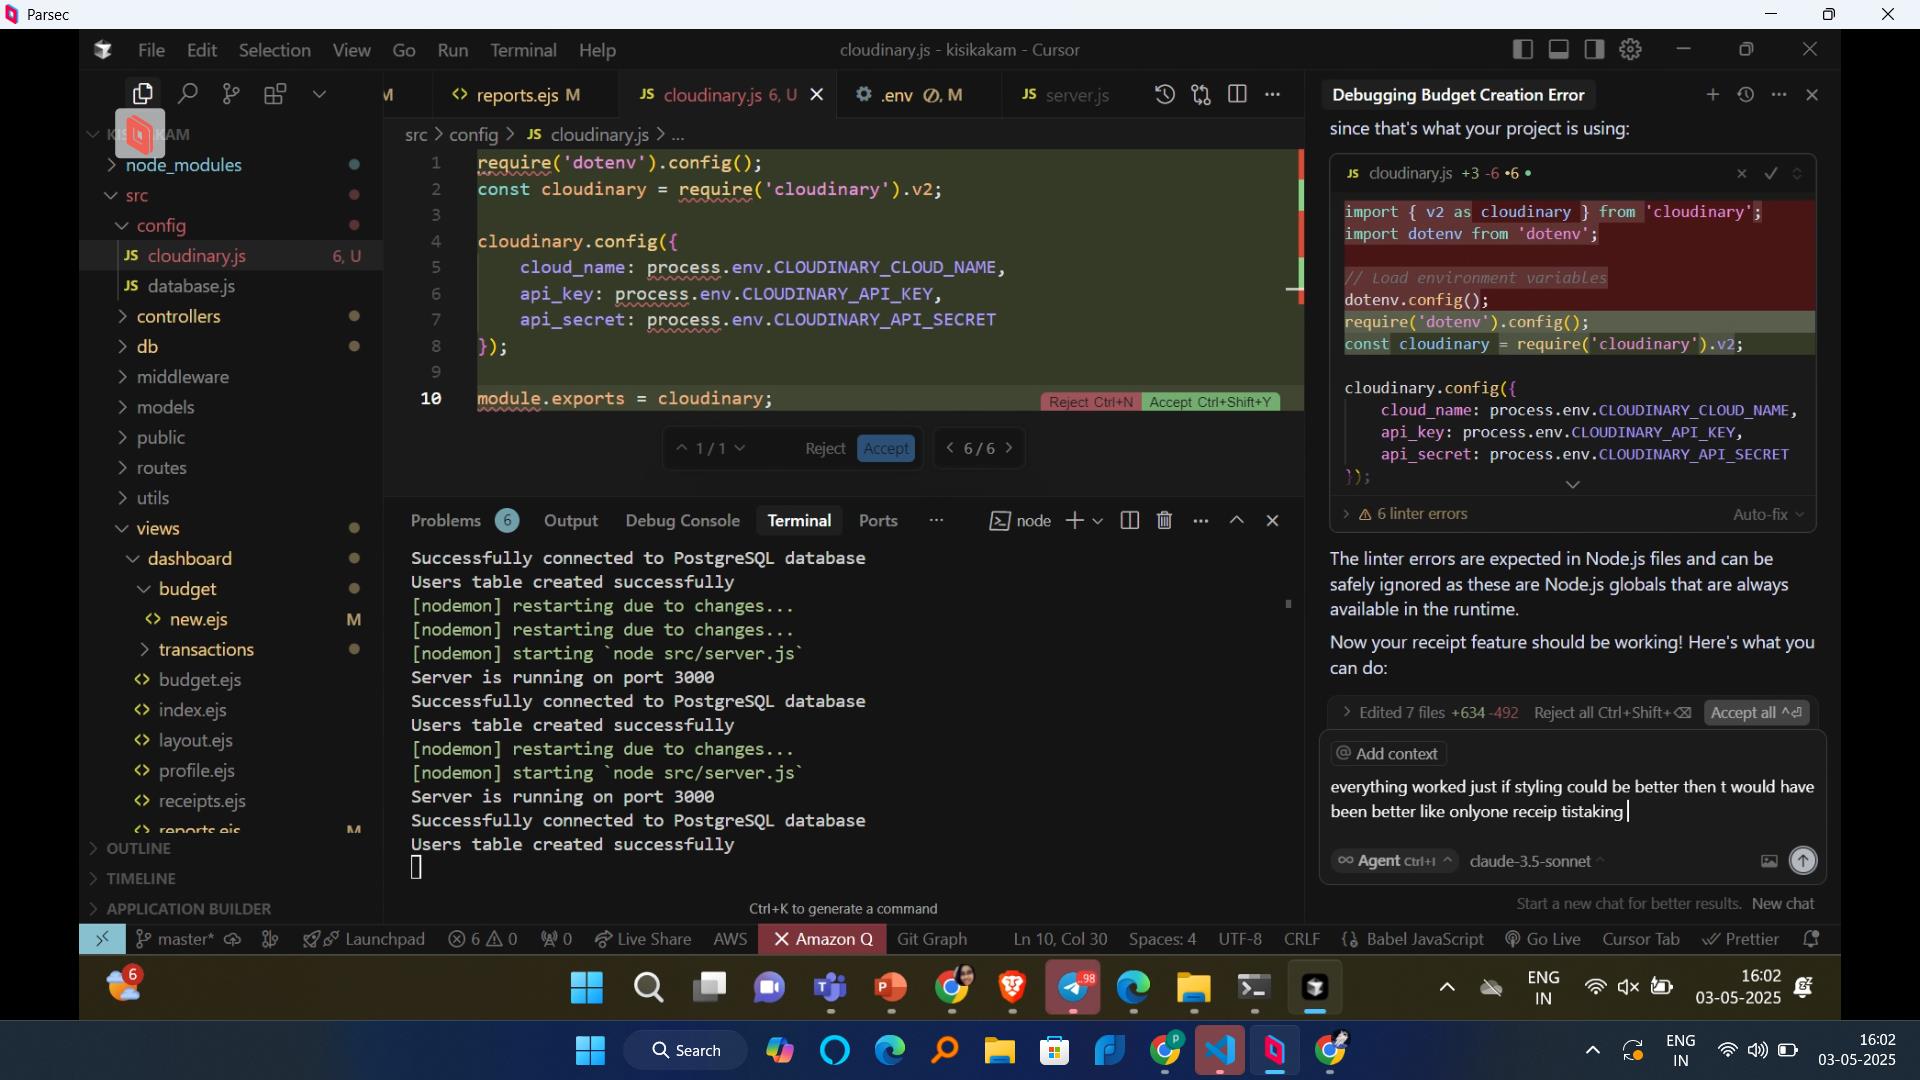 Parsec
File Edit Selection View Go Run Terminal Help
cloudinary.js - kisikakam - Cursor
M
<> reports.ejs M
JS cloudinary.js 6, U
.env M
JS server.js
node_modules
src
config
JS cloudinary.js 6, U
JS database.js
controllers
db
middleware
models
public
routes
utils
views
dashboard
budget
<> new.ejs M
transactions
<> budget.ejs
<> index.ejs
<> layout.ejs
<> profile.ejs
<> receipts.ejs
<> reports.ejs M
OUTLINE
TIMELINE
APPLICATION BUILDER
src > config > JS cloudinary.js > ...
1 require('dotenv').config();
2 const cloudinary = require('cloudinary').v2;
3
4 cloudinary.config({
5 cloud_name: process.env.CLOUDINARY_CLOUD_NAME,
6 api_key: process.env.CLOUDINARY_API_KEY,
7 api_secret: process.env.CLOUDINARY_API_SECRET
8 });
9
10 module.exports = cloudinary;
Reject Ctrl+N Accept Ctrl+Shift+Y
1 / 1 Reject Accept
6 / 6
Problems 6 Output Debug Console Terminal Ports ...
node
Successfully connected to PostgreSQL database
Users table created successfully
[nodemon] restarting due to changes...
[nodemon] restarting due to changes...
[nodemon] starting `node src/server.js`
Server is running on port 3000
Successfully connected to PostgreSQL database
Users table created successfully
[nodemon] restarting due to changes...
[nodemon] starting `node src/server.js`
Server is running on port 3000
Successfully connected to PostgreSQL database
Users table created successfully
Ctrl+K to generate a command
Debugging Budget Creation Error
since that's what your project is using:
JS cloudinary.js +3 -6 •6 •
import { v2 as cloudinary } from 'cloudinary';
import dotenv from 'dotenv';
// Load environment variables
dotenv.config();
require('dotenv').config();
const cloudinary = require('cloudinary').v2;
cloudinary.config({
cloud_name: process.env.CLOUDINARY_CLOUD_NAME,
api_key: process.env.CLOUDINARY_API_KEY,
api_secret: process.env.CLOUDINARY_API_SECRET
});
6 linter errors Auto-fix
The linter errors are expected in Node.js files and can be
safely ignored as these are Node.js globals that are always
available in the runtime.
Now your receipt feature should be working! Here's what you
can do:
Edited 7 files +634 -492 Reject all Ctrl+Shift+⌫ Accept all ^⏎
@ Add context
everything worked just if styling could be better then t would have
been better like onlyone receip tistaking
∞ Agent Ctrl+I claude-3.5-sonnet
Start a new chat for better results. New chat
master* Launchpad 6 0 0 Live Share AWS Amazon Q Git Graph Ln 10, Col 30 Spaces: 4 UTF-8 CRLF {} Babel JavaScript Go Live Cursor Tab Prettier
6
98
ENG
IN
16:02
03-05-2025
Search
P
ENG
IN
16:02
03-05-2025